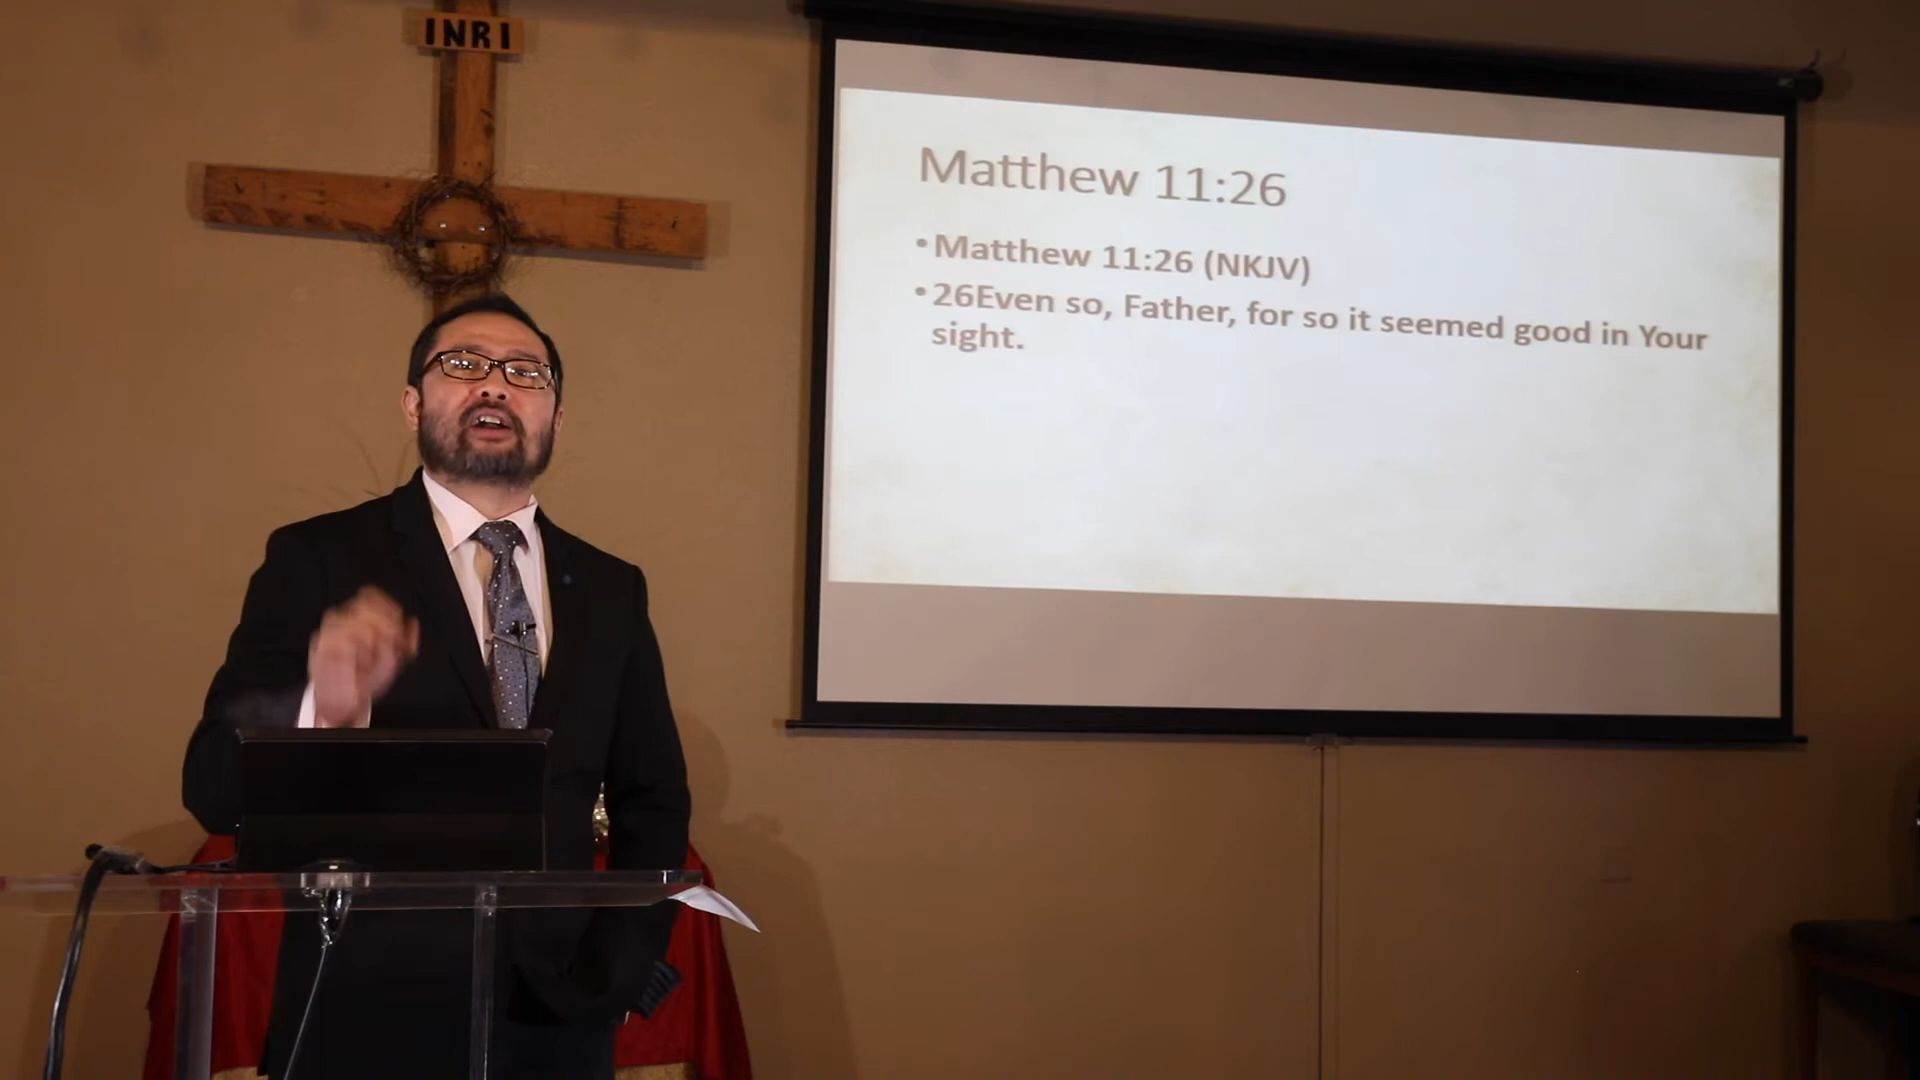 INRI
Matthew 11:26
•Matthew 11:26 (NKJV)
•26Even so, Father, for so it seemed good in Your
sight.